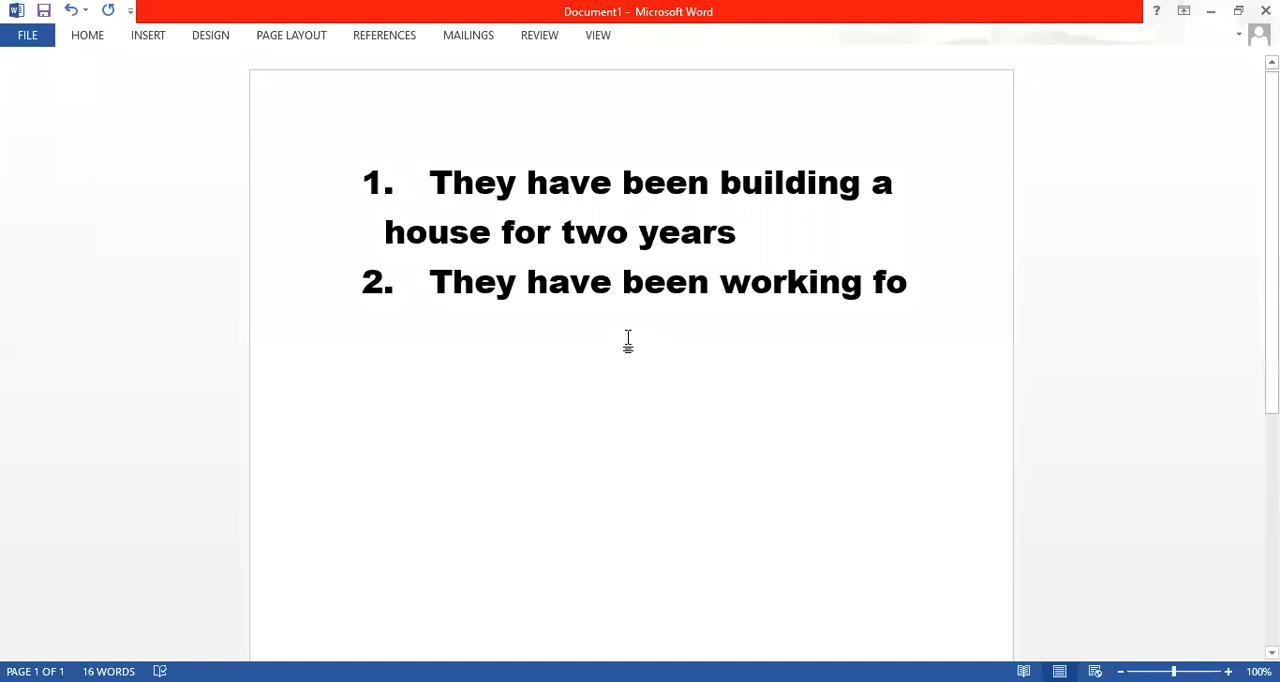 Document1 - Microsoft Word
?
FILE HOME INSERT DESIGN PAGE LAYOUT REFERENCES MAILINGS REVIEW VIEW
1. They have been building a
house for two years
2. They have been working fo
PAGE 1 OF 1 16 WORDS 100%